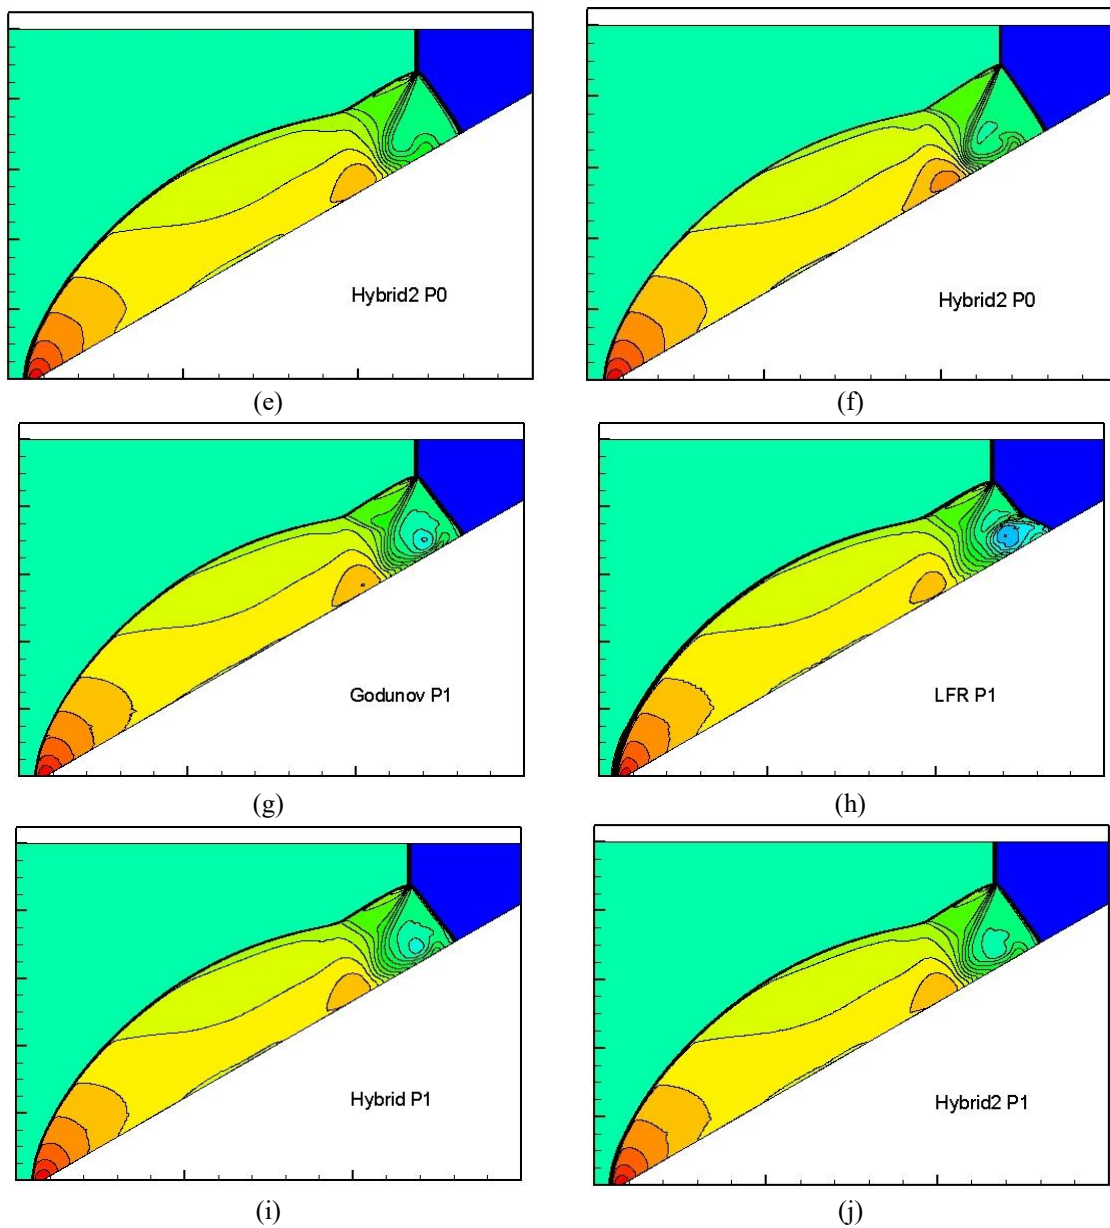 Hybrid2 P0
Hybrid2 P0
(e)
(f)
Godunov P1
LFR P1
(g)
(h)
Hybrid P1
Hybrid2 P1
(i)
(j)